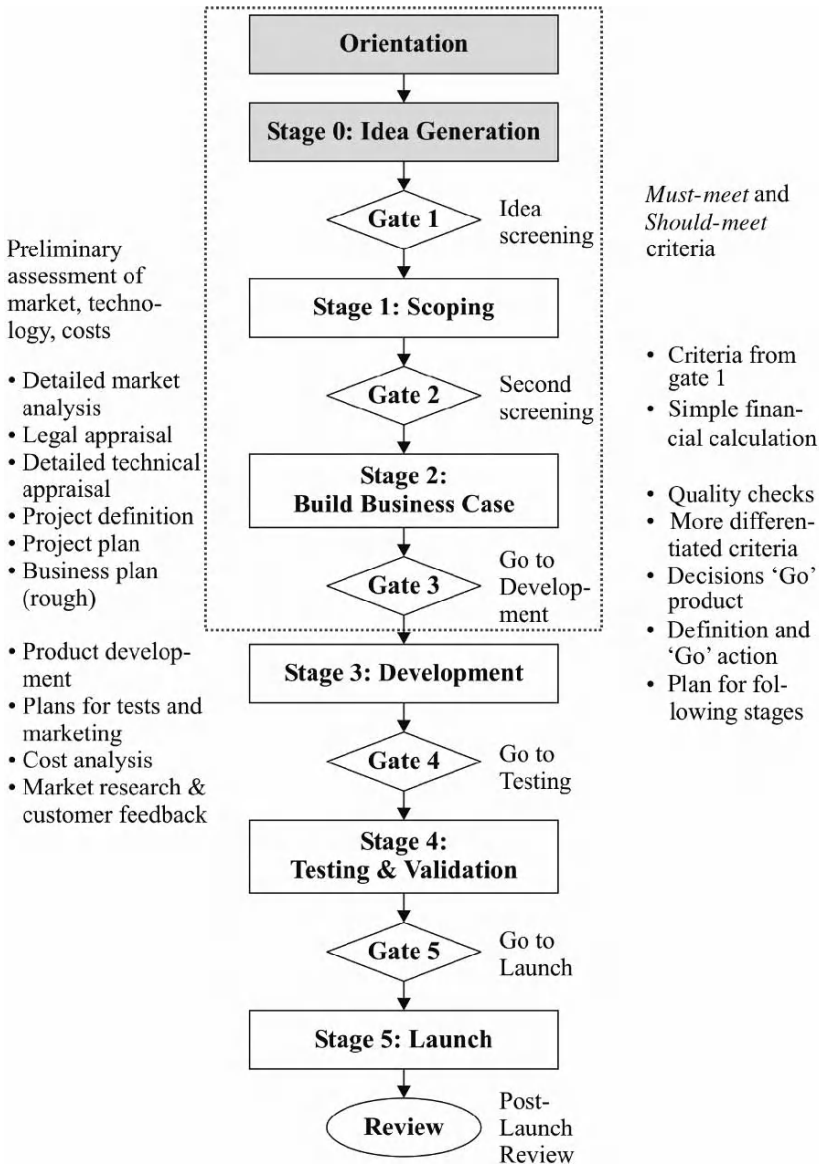 Orientation
Stage 0: Idea Generation
Gate 1
Idea
screening
Must-meet and
Should-meet
criteria
Preliminary
assessment of
market, techno-
logy, costs
Stage 1: Scoping
Gate 2
Second
screening
• Criteria from
gate 1
• Simple finan-
cial calculation
• Detailed market
analysis
• Legal appraisal
• Detailed technical
appraisal
• Project definition
• Project plan
• Business plan
(rough)
Stage 2:
Build Business Case
Gate 3
Go to
Develop-
ment
• Quality checks
• More differen-
tiated criteria
• Decisions ‘Go’
product
• Definition and
‘Go’ action
• Plan for fol-
lowing stages
• Product develop-
ment
• Plans for tests and
marketing
• Cost analysis
• Market research &
customer feedback
Stage 3: Development
Gate 4
Go to
Testing
Stage 4:
Testing & Validation
Gate 5
Go to
Launch
Stage 5: Launch
Review
Post-
Launch
Review